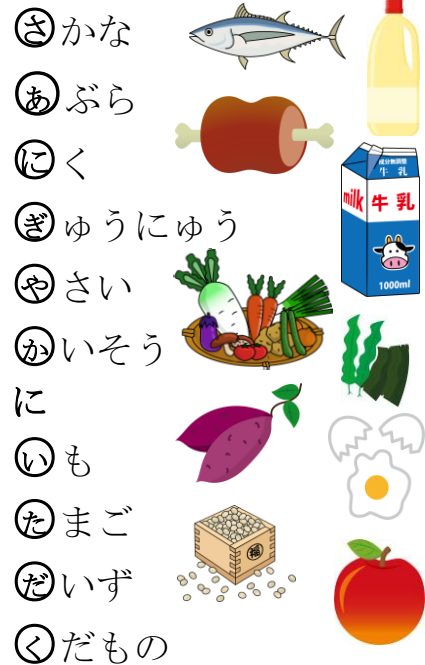 さかな
あぶら
にく
ぎゅうにゅう
やさい
かいそう
に
いも
たまご
だいず
くだもの
成分無調整
牛乳
milk 牛乳
1000ml
福